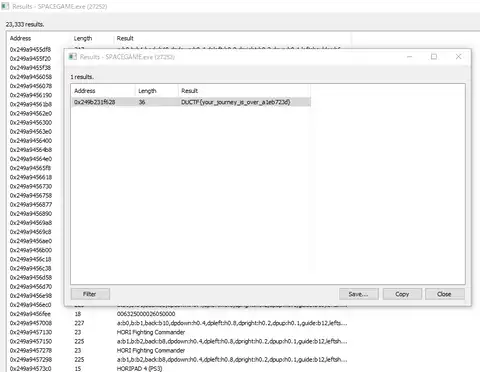 Results - SPACEGAME.exe (27252)
23,333 results.
Address Length Result
0x249a9455df8
0x249a9455f20
0x249a9455f38
0x249a9456058
0x249a9456078
0x249a9456190
0x249a94561b8
0x249a94562e0
0x249a9456300
0x249a94563e0
0x249a9456400
0x249a94564b8
0x249a94564e0
0x249a94565f8
0x249a9456618
0x249a9456730
0x249a9456758
0x249a9456877
0x249a9456890
0x249a94569a8
0x249a94569c8
0x249a9456ae0
0x249a9456b00
0x249a9456c18
0x249a9456c38
0x249a9456d58
0x249a9456d70
0x249a9456e98
0x249a9456ec0
0x249a9456fee 18 006325000026050000
0x249a9457008 227 a:b0,b:b1,back:b10,dpdown:h0.4,dpleft:h0.8,dpright:h0.2,dpup:h0.1,guide:b12,lefts...
0x249a9457130 23 HORI Fighting Commander
0x249a9457150 225 a:b1,b:b2,back:b8,dpdown:h0.4,dpleft:h0.8,dpright:h0.2,dpup:h0.1,guide:b12,leftsh...
0x249a9457278 23 HORI Fighting Commander
0x249a9457298 225 a:b1,b:b2,back:b8,dpdown:h0.4,dpleft:h0.8,dpright:h0.2,dpup:h0.1,guide:b12,leftsh...
0x249a94573c0 15 HORIPAD 4 (PS3)
Results - SPACEGAME.exe (27252)
1 results.
Address Length Result
0x249b231f628 36 DUCTF{your_journey_is_over_a1eb723d}
Filter Save... Copy Close